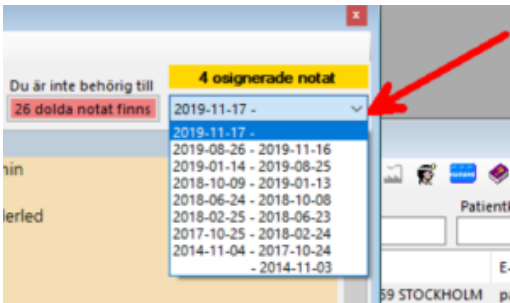 Du är inte behörig till
4 osignerade notat
26 dolda notat finns
2019-11-17 -
2019-11-17 -
2019-08-26 - 2019-11-16
2019-01-14 - 2019-08-25
2018-10-09 - 2019-01-13
2018-06-24 - 2018-10-08
2018-02-25 - 2018-06-23
2017-10-25 - 2018-02-24
2014-11-04 - 2017-10-24
- 2014-11-03